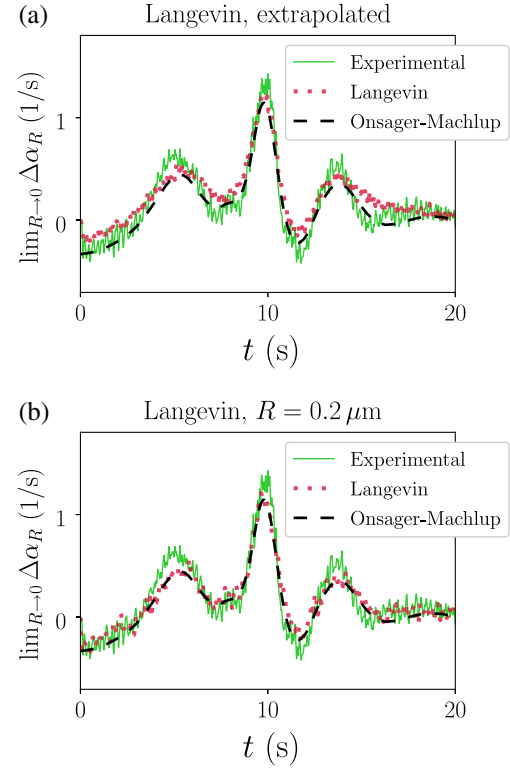 (a)
Langevin, extrapolated
Experimental
Langevin
Onsager-Machlup
lim_{R→0} Δα_R (1/s)
1
0
0
10
20
t (s)
(b)
Langevin, R = 0.2 μm
Experimental
Langevin
Onsager-Machlup
lim_{R→0} Δα_R (1/s)
1
0
0
10
20
t (s)